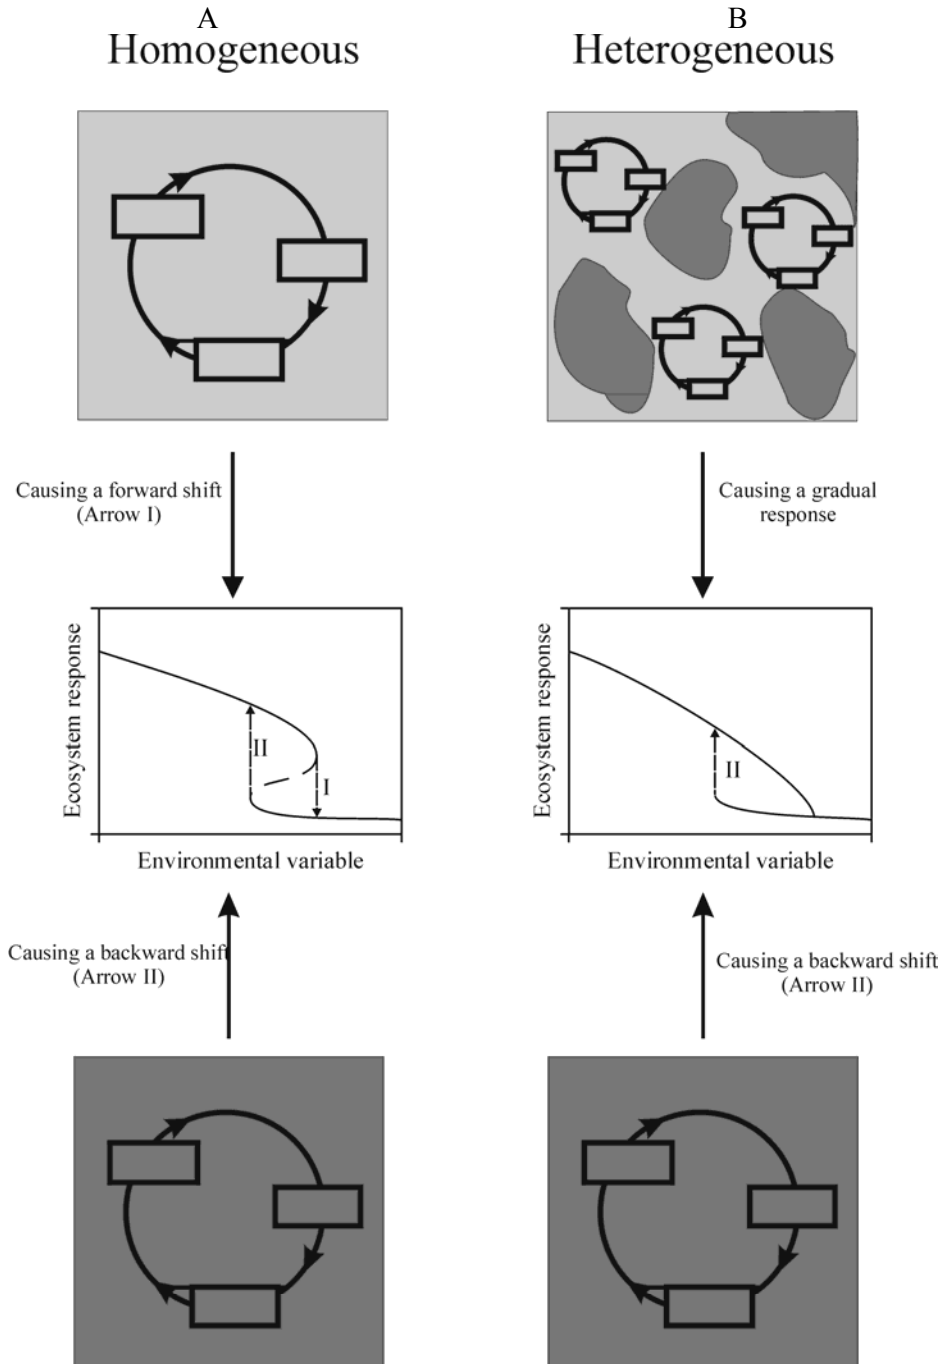 A
Homogeneous
B
Heterogeneous
Causing a forward shift
(Arrow I)
Causing a gradual
response
Ecosystem response
II
I
Environmental variable
Ecosystem response
II
Environmental variable
Causing a backward shift
(Arrow II)
Causing a backward shift
(Arrow II)